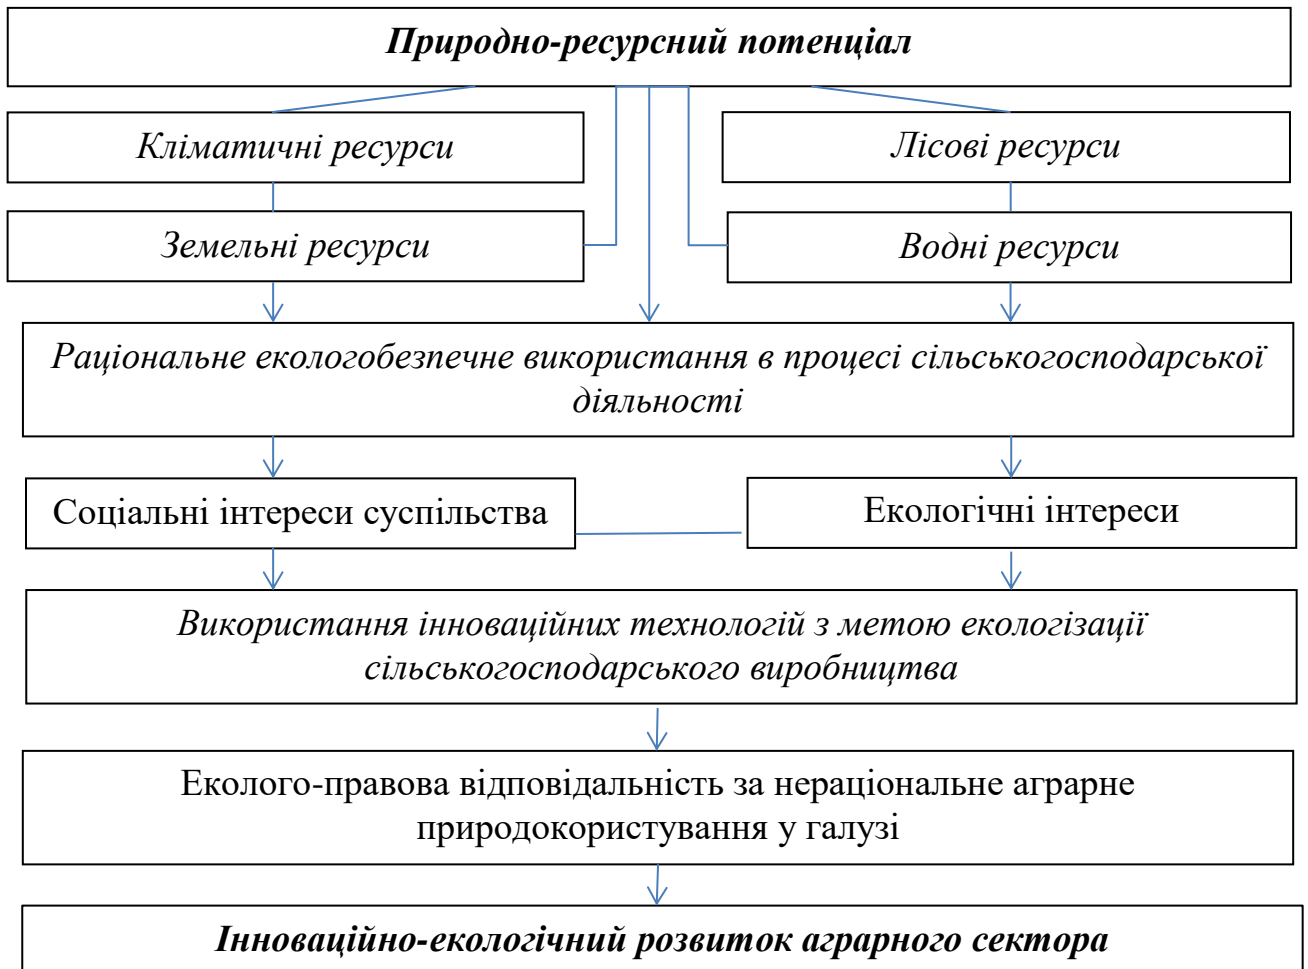 Природно-ресурсний потенціал
Кліматичні ресурси
Лісові ресурси
Земельні ресурси
Водні ресурси
Раціональне екологобезпечне використання в процесі сільськогосподарської
діяльності
Соціальні інтереси суспільства
Екологічні інтереси
Використання інноваційних технологій з метою екологізації
сільськогосподарського виробництва
Еколого-правова відповідальність за нераціональне аграрне
природокористування у галузі
Інноваційно-екологічний розвиток аграрного сектора